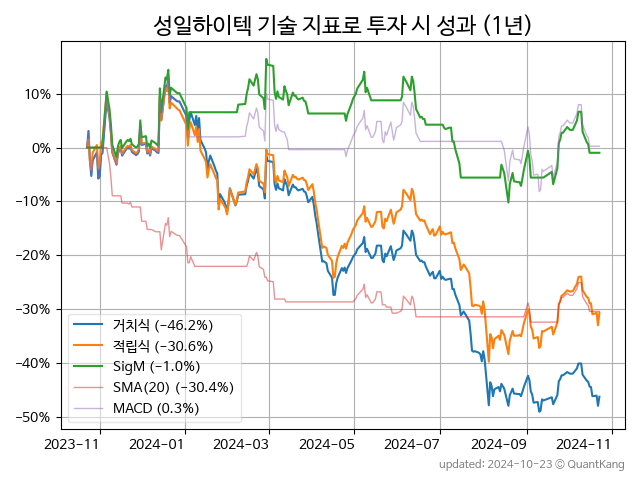 성일하이텍 기술 지표로 투자 시 성과 (1년)
10%
0%
−10%
−20%
−30%
−40%
−50%
거치식 (−46.2%)
적립식 (−30.6%)
SigM (−1.0%)
SMA(20) (−30.4%)
MACD (0.3%)
2023-11 2024-01 2024-03 2024-05 2024-07 2024-09 2024-11
updated: 2024-10-23 © QuantKang